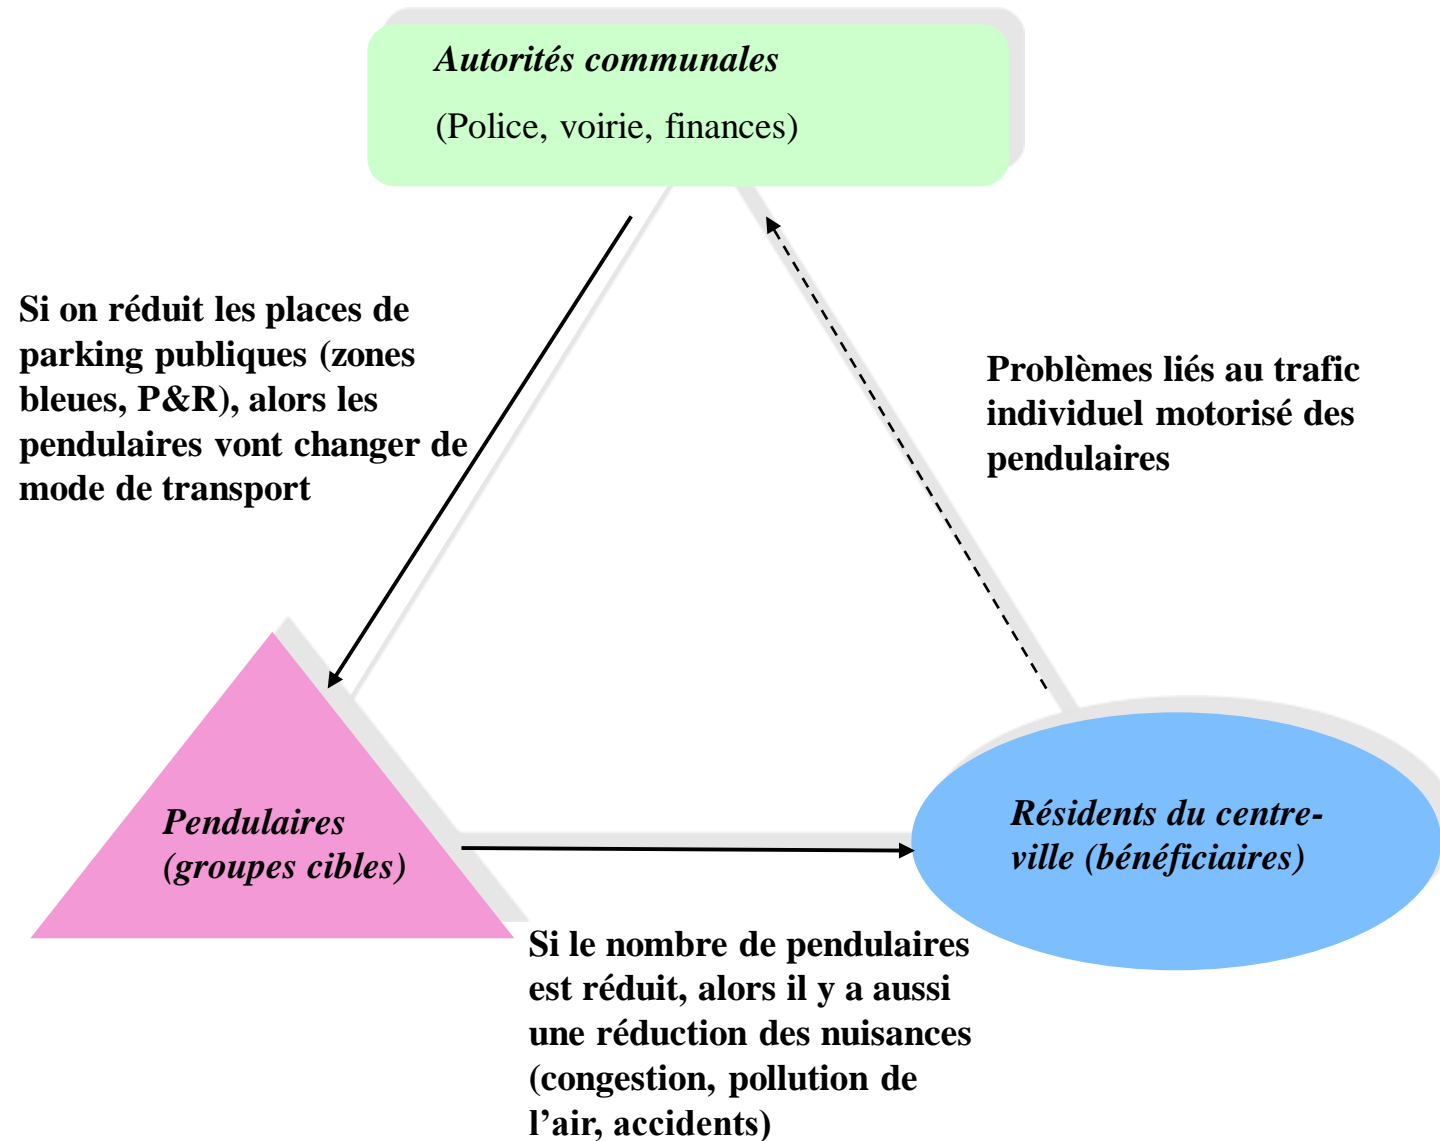 Autorités communales
(Police, voirie, finances)
Si on réduit les places de
parking publiques (zones
bleues, P&R), alors les
pendulaires vont changer de
mode de transport
Problèmes liés au trafic
individuel motorisé des
pendulaires
Pendulaires
(groupes cibles)
Résidents du centre-
ville (bénéficiaires)
Si le nombre de pendulaires
est réduit, alors il y a aussi
une réduction des nuisances
(congestion, pollution de
l’air, accidents)